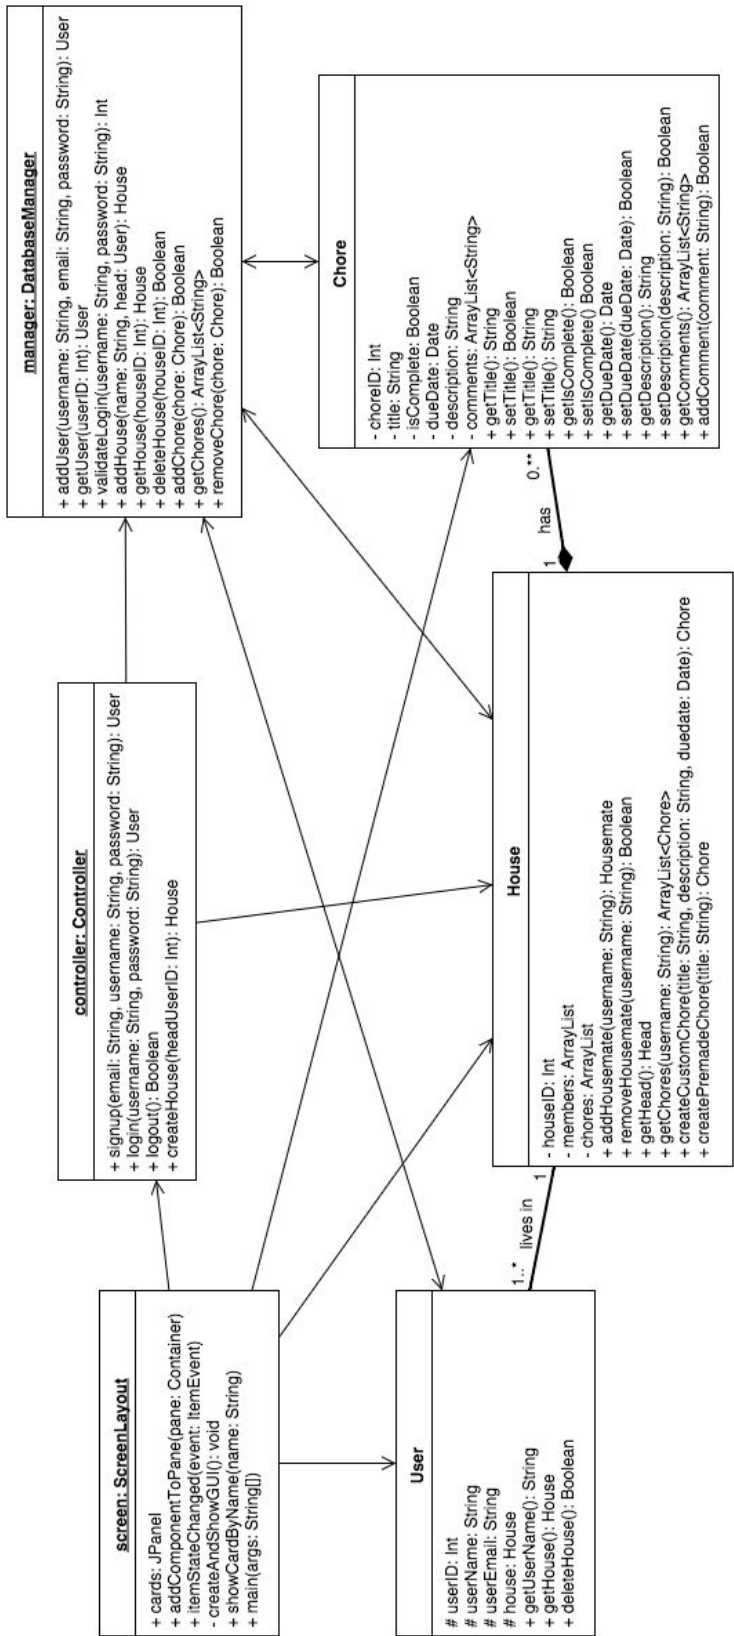 screen: ScreenLayout
+ cards: JPanel
+ addComponentToPane(pane: Container)
+ itemStateChanged(event: ItemEvent)
- createAndShowGUI(): void
+ showCardByName(name: String)
+ main(args: String[])
controller: Controller
+ signup(email: String, username: String, password: String): User
+ login(username: String, password: String): User
+ logout(): Boolean
+ createHouse(headUserID: Int): House
manager: DatabaseManager
+ addUser(username: String, email: String, password: String): User
+ getUser(userID: Int): User
+ validateLogin(username: String, password: String): Int
+ addHouse(name: String, head: User): House
+ getHouse(houseID: Int): House
+ deleteHouse(houseID: Int): Boolean
+ addChore(chore: Chore): Boolean
+ getChores(): ArrayList<String>
+ removeChore(chore: Chore): Boolean
User
# userID: Int
# userName: String
# userEmail: String
# house: House
+ getUserName(): String
+ getHouse(): House
+ deleteHouse(): Boolean
1..*
lives in
1
House
- houseID: Int
- members: ArrayList
- chores: ArrayList
+ addHousemate(username: String): Housemate
+ removeHousemate(username: String): Boolean
+ getHead(): Head
+ getChores(username: String): ArrayList<Chore>
+ createCustomChore(title: String, description: String, duedate: Date): Chore
+ createPremadeChore(title: String): Chore
1
has
0.**
Chore
- choreID: Int
- title: String
- isComplete: Boolean
- dueDate: Date
- description: String
- comments: ArrayList<String>
+ getTitle(): String
+ setTitle(): Boolean
+ getTitle(): String
+ setTitle(): String
+ getIsComplete(): Boolean
+ setIsComplete() Boolean
+ getDueDate(): Date
+ setDueDate(dueDate: Date): Boolean
+ getDescription(): String
+ setDescription(description: String): Boolean
+ getComments(): ArrayList<String>
+ addComment(comment: String): Boolean